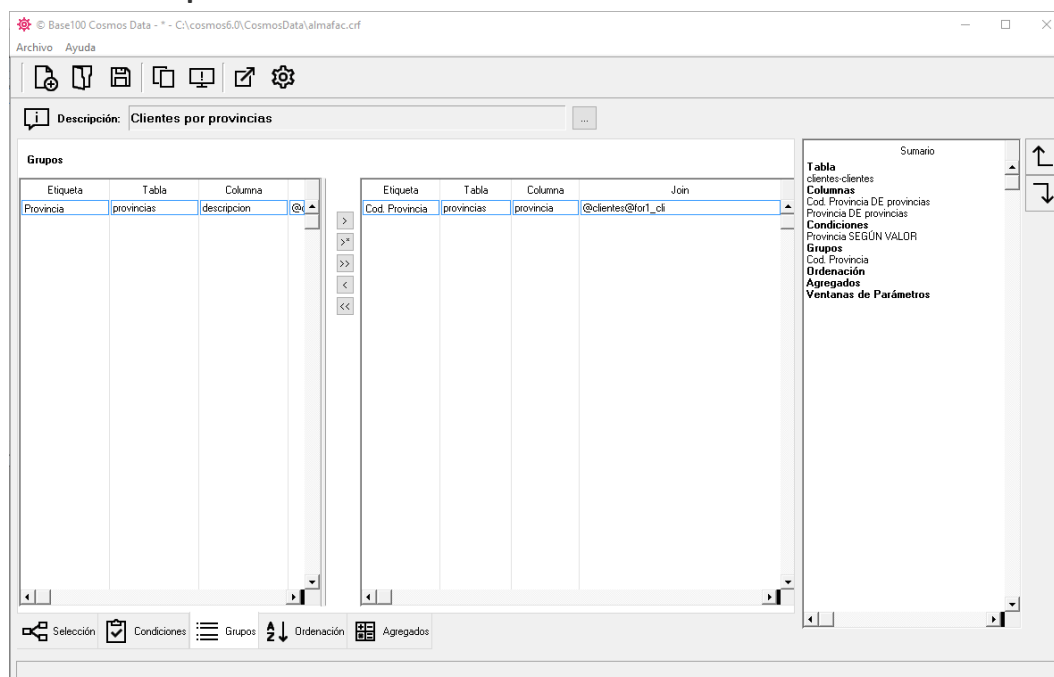 © Base100 Cosmos Data - * - C:\cosmos6.0\CosmosData\almafac.crf
Archivo Ayuda
Descripción: Clientes por provincias ...
Grupos
Etiqueta Tabla Columna
Provincia provincias descripcion
>
>*
>>
<
<<
Etiqueta Tabla Columna Join
Cod. Provincia provincias provincia @clientes@for1_cli
Sumario
Tabla
clientes-clientes
Columnas
Cod. Provincia DE provincias
Provincia DE provincias
Condiciones
Provincia SEGÚN VALOR
Grupos
Cod. Provincia
Ordenación
Agregados
Ventanas de Parámetros
Selección Condiciones Grupos Ordenación Agregados